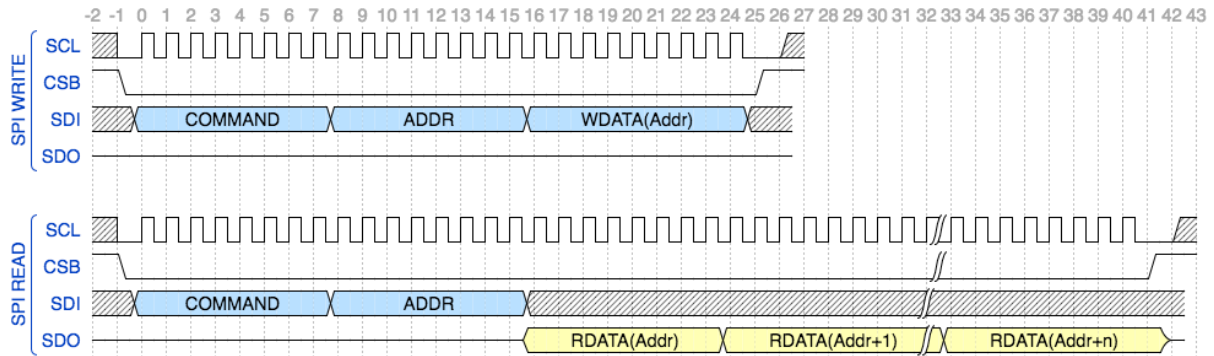 -2 -1 0 1 2 3 4 5 6 7 8 9 10 11 12 13 14 15 16 17 18 19 20 21 22 23 24 25 26 27 28 29 30 31 32 33 34 35 36 37 38 39 40 41 42 43
SPI WRITE
SCL
CSB
SDI COMMAND ADDR WDATA(Addr)
SDO
SPI READ
SCL
CSB
SDI COMMAND ADDR
SDO RDATA(Addr) RDATA(Addr+1) RDATA(Addr+n)